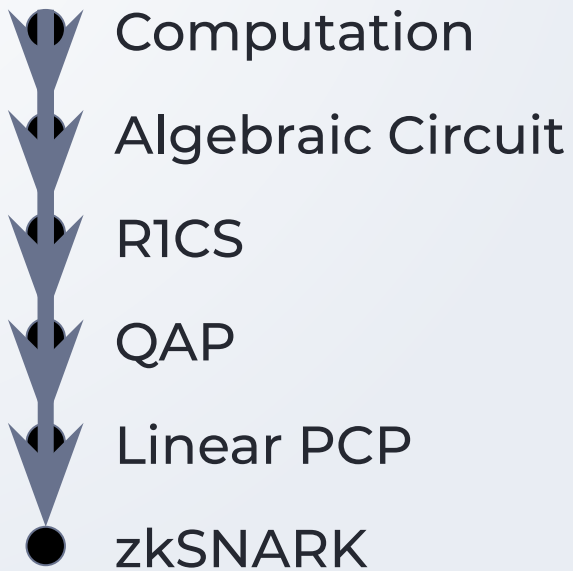 Computation
Algebraic Circuit
R1CS
QAP
Linear PCP
zkSNARK